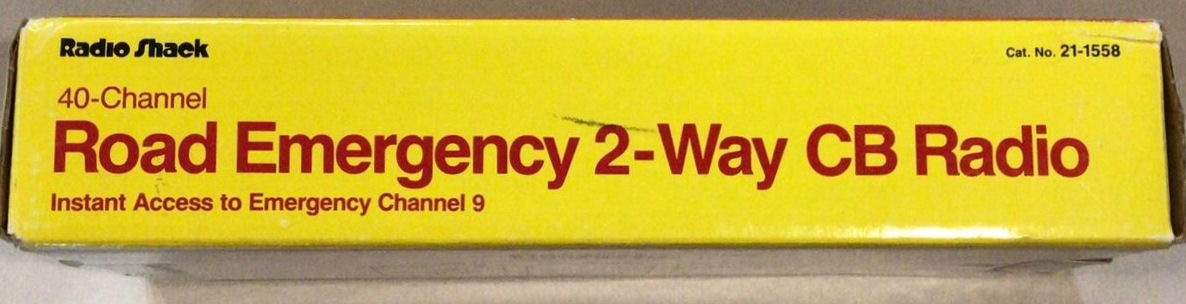 Radio Shack
Cat. No. 21-1558
40-Channel
Road Emergency 2-Way CB Radio
Instant Access to Emergency Channel 9